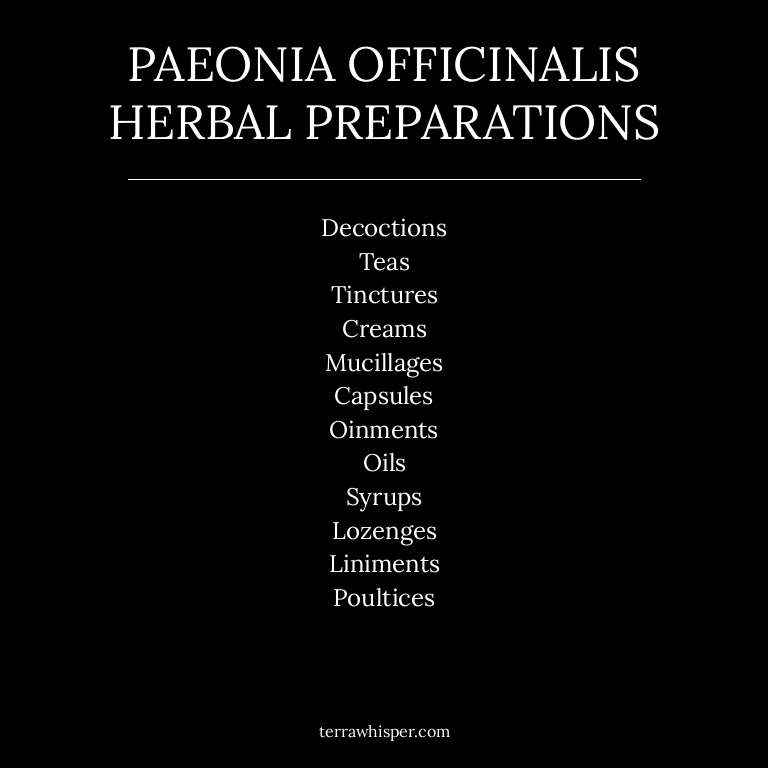 PAEONIA OFFICINALIS
HERBAL PREPARATIONS
Decoctions
Teas
Tinctures
Creams
Mucillages
Capsules
Oinments
Oils
Syrups
Lozenges
Liniments
Poultices
terrawhisper.com